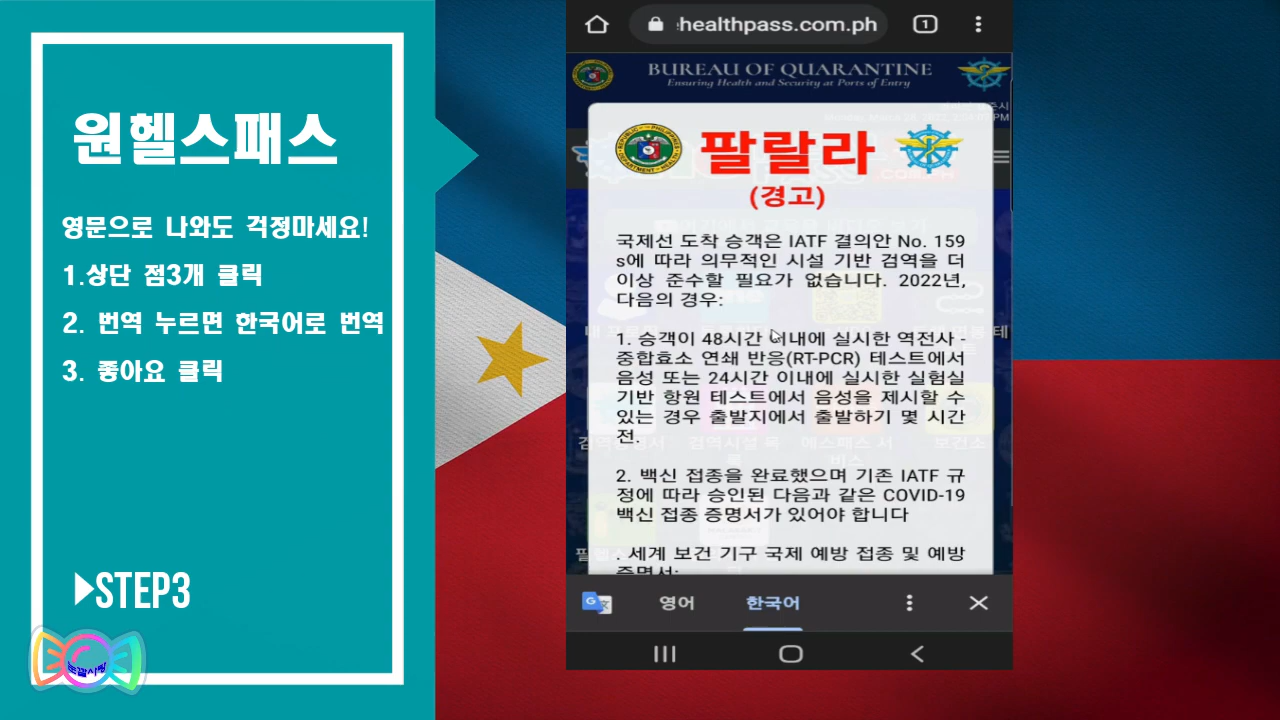 원헬스패스
영문으로 나와도 걱정마세요!
1.상단 점3개 클릭
2. 번역 누르면 한국어로 번역
3. 좋아요 클릭
▶STEP3
healthpass.com.ph
1
BUREAU OF QUARANTINE
Ensuring Health and Security at Ports of Entry
팔랄라
(경고)
국제선 도착 승객은 IATF 결의안 No. 159
s에 따라 의무적인 시설 기반 검역을 더
이상 준수할 필요가 없습니다. 2022년,
다음의 경우:
1. 승객이 48시간 이내에 실시한 역전사 -
중합효소 연쇄 반응(RT-PCR) 테스트에서
음성 또는 24시간 이내에 실시한 실험실
기반 항원 테스트에서 음성을 제시할 수
있는 경우 출발지에서 출발하기 몇 시간
전.
2. 백신 접종을 완료했으며 기존 IATF 규
정에 따라 승인된 다음과 같은 COVID-19
백신 접종 증명서가 있어야 합니다
. 세계 보건 기구 국제 예방 접종 및 예방
증명서:
영어
한국어